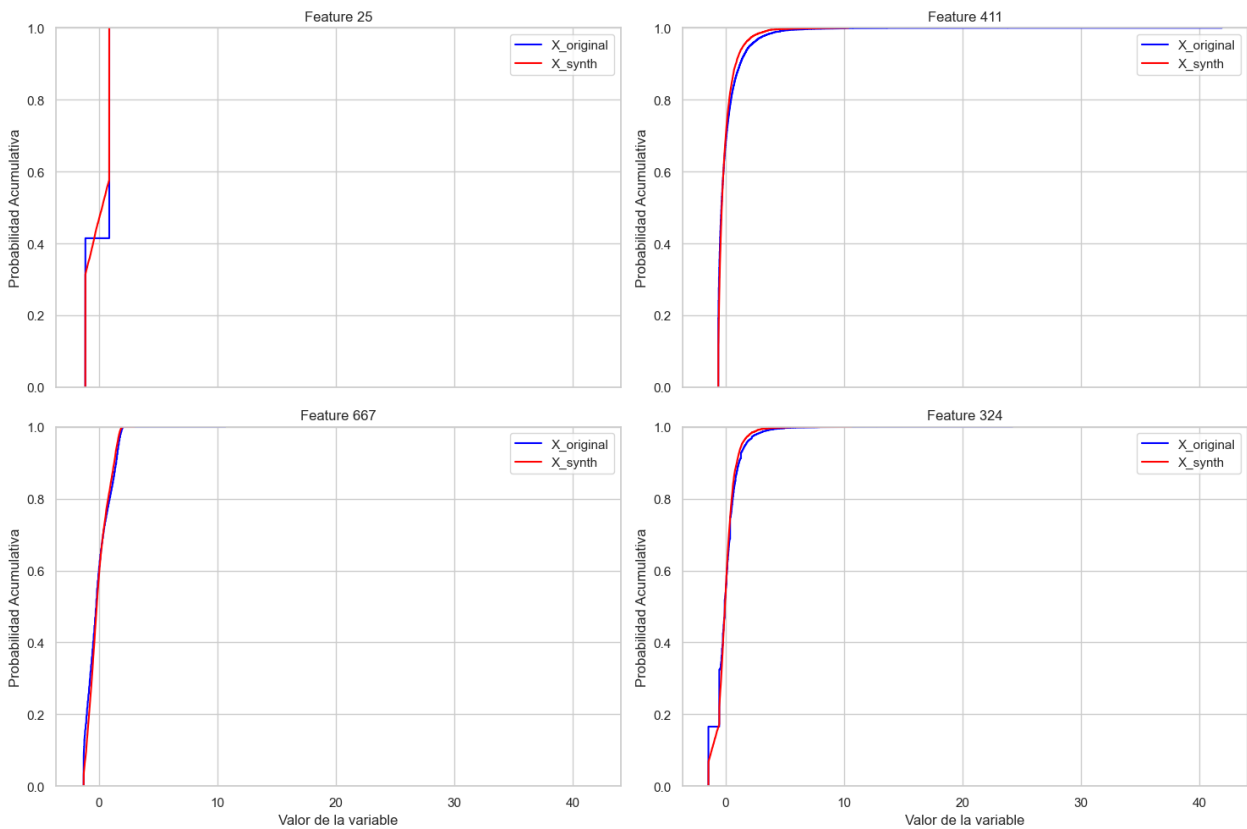 Feature 25
1.0
0.8
0.6
0.4
0.2
0.0
Probabilidad Acumulativa
X_original
X_synth
Feature 411
1.0
0.8
0.6
0.4
0.2
0.0
Probabilidad Acumulativa
X_original
X_synth
Feature 667
1.0
0.8
0.6
0.4
0.2
0.0
Probabilidad Acumulativa
X_original
X_synth
0 10 20 30 40
Valor de la variable
Feature 324
1.0
0.8
0.6
0.4
0.2
0.0
Probabilidad Acumulativa
X_original
X_synth
0 10 20 30 40
Valor de la variable